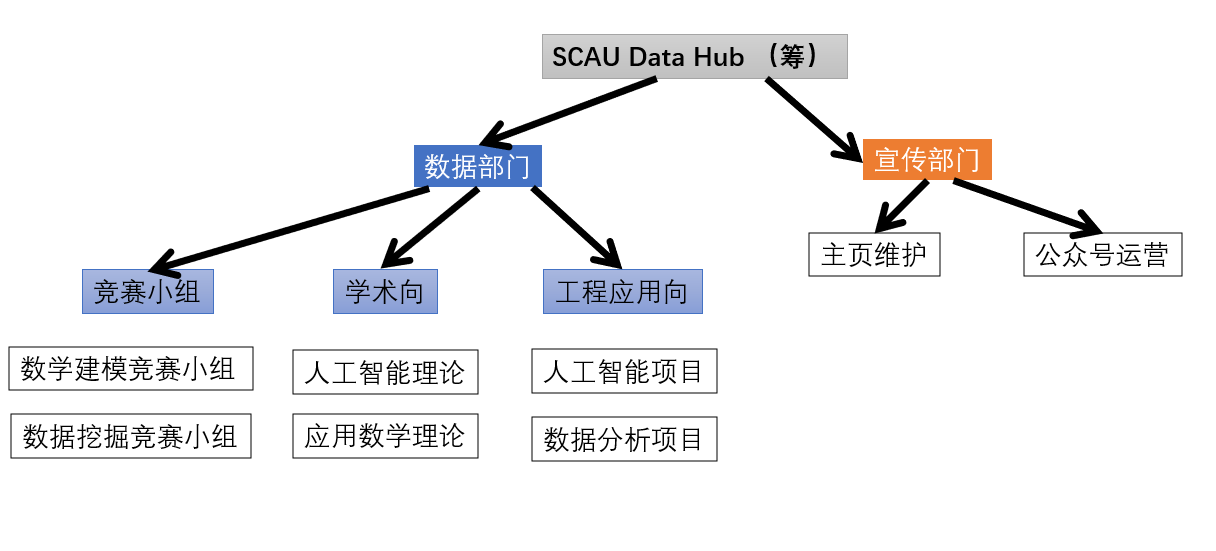 SCAU Data Hub （筹）
数据部门
宣传部门
主页维护
公众号运营
竞赛小组
学术向
工程应用向
数学建模竞赛小组
人工智能理论
人工智能项目
数据挖掘竞赛小组
应用数学理论
数据分析项目